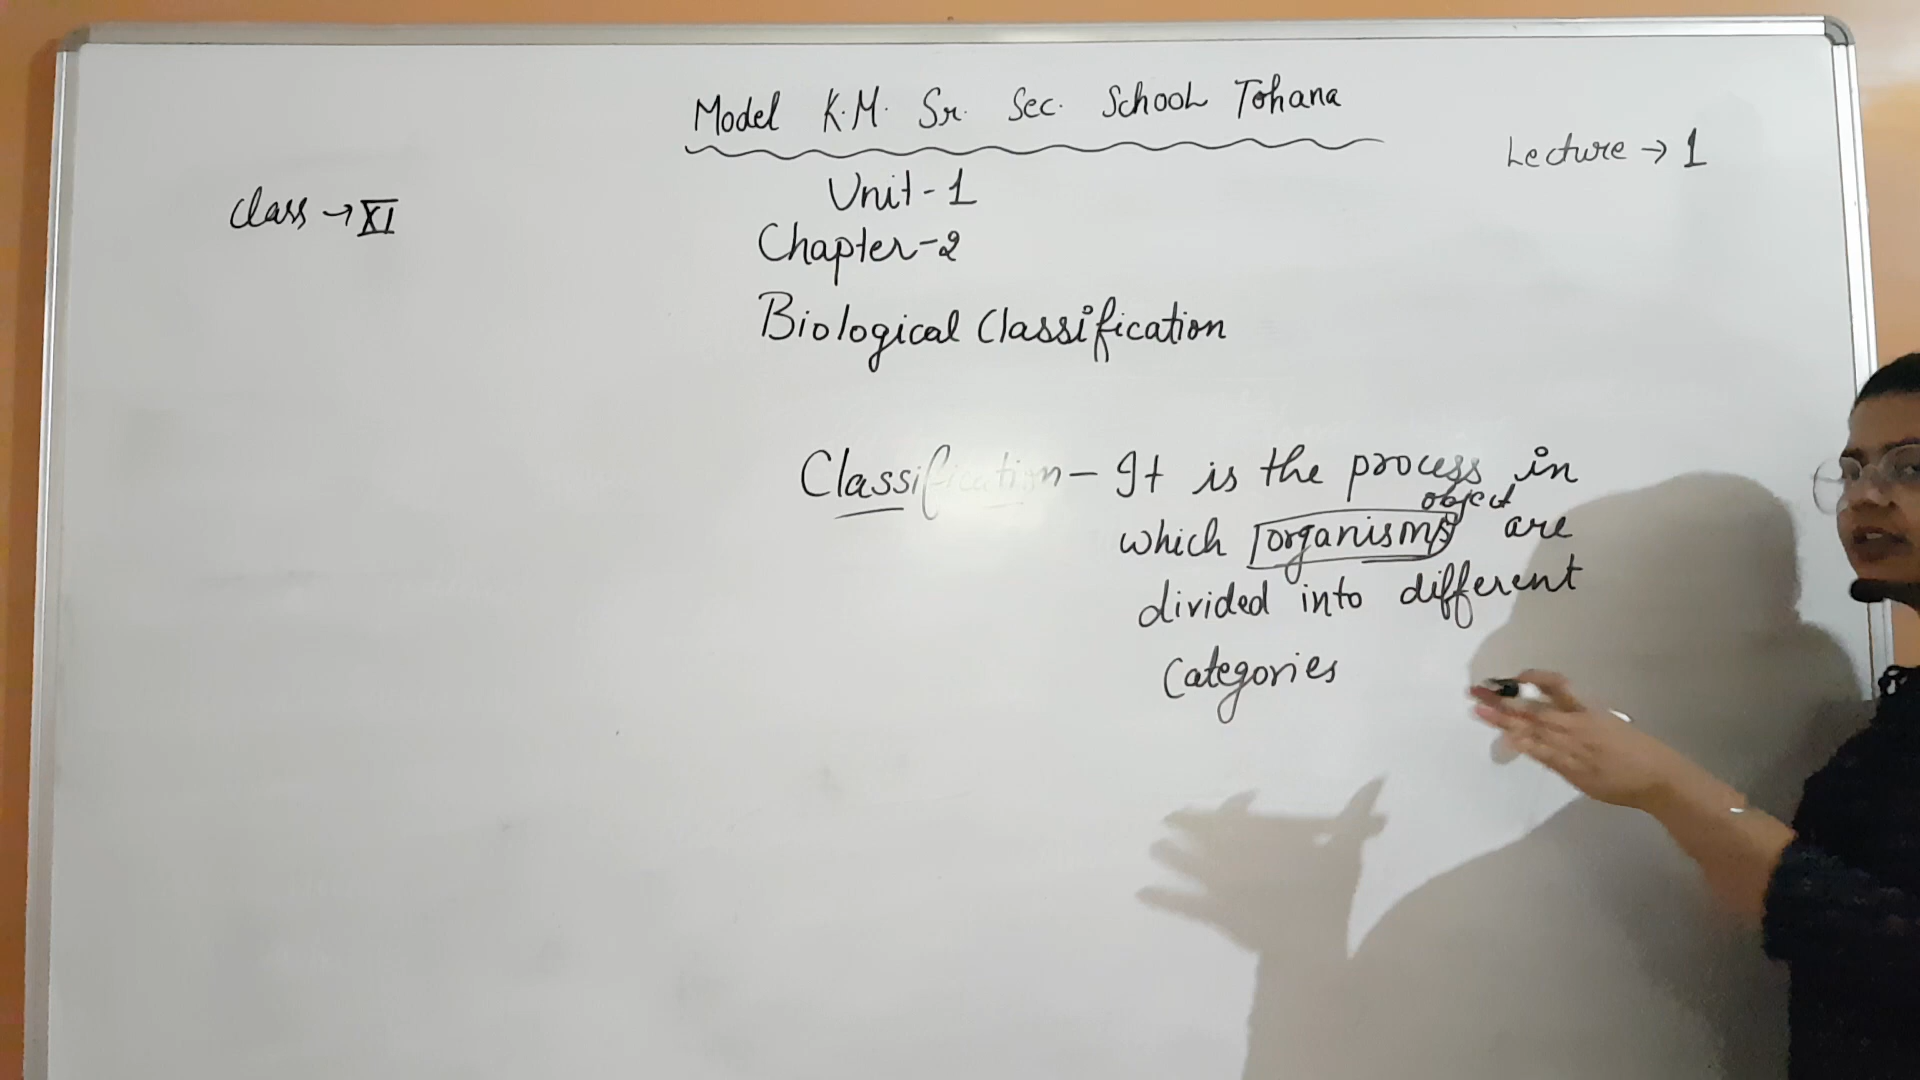 Model K.M. Sr. Sec. School Tohana
Lecture → 1
Class → XI
Unit - 1
Chapter - 2
Biological Classification
Classification – It is the process in
object
which organisms are
divided into different
Categories